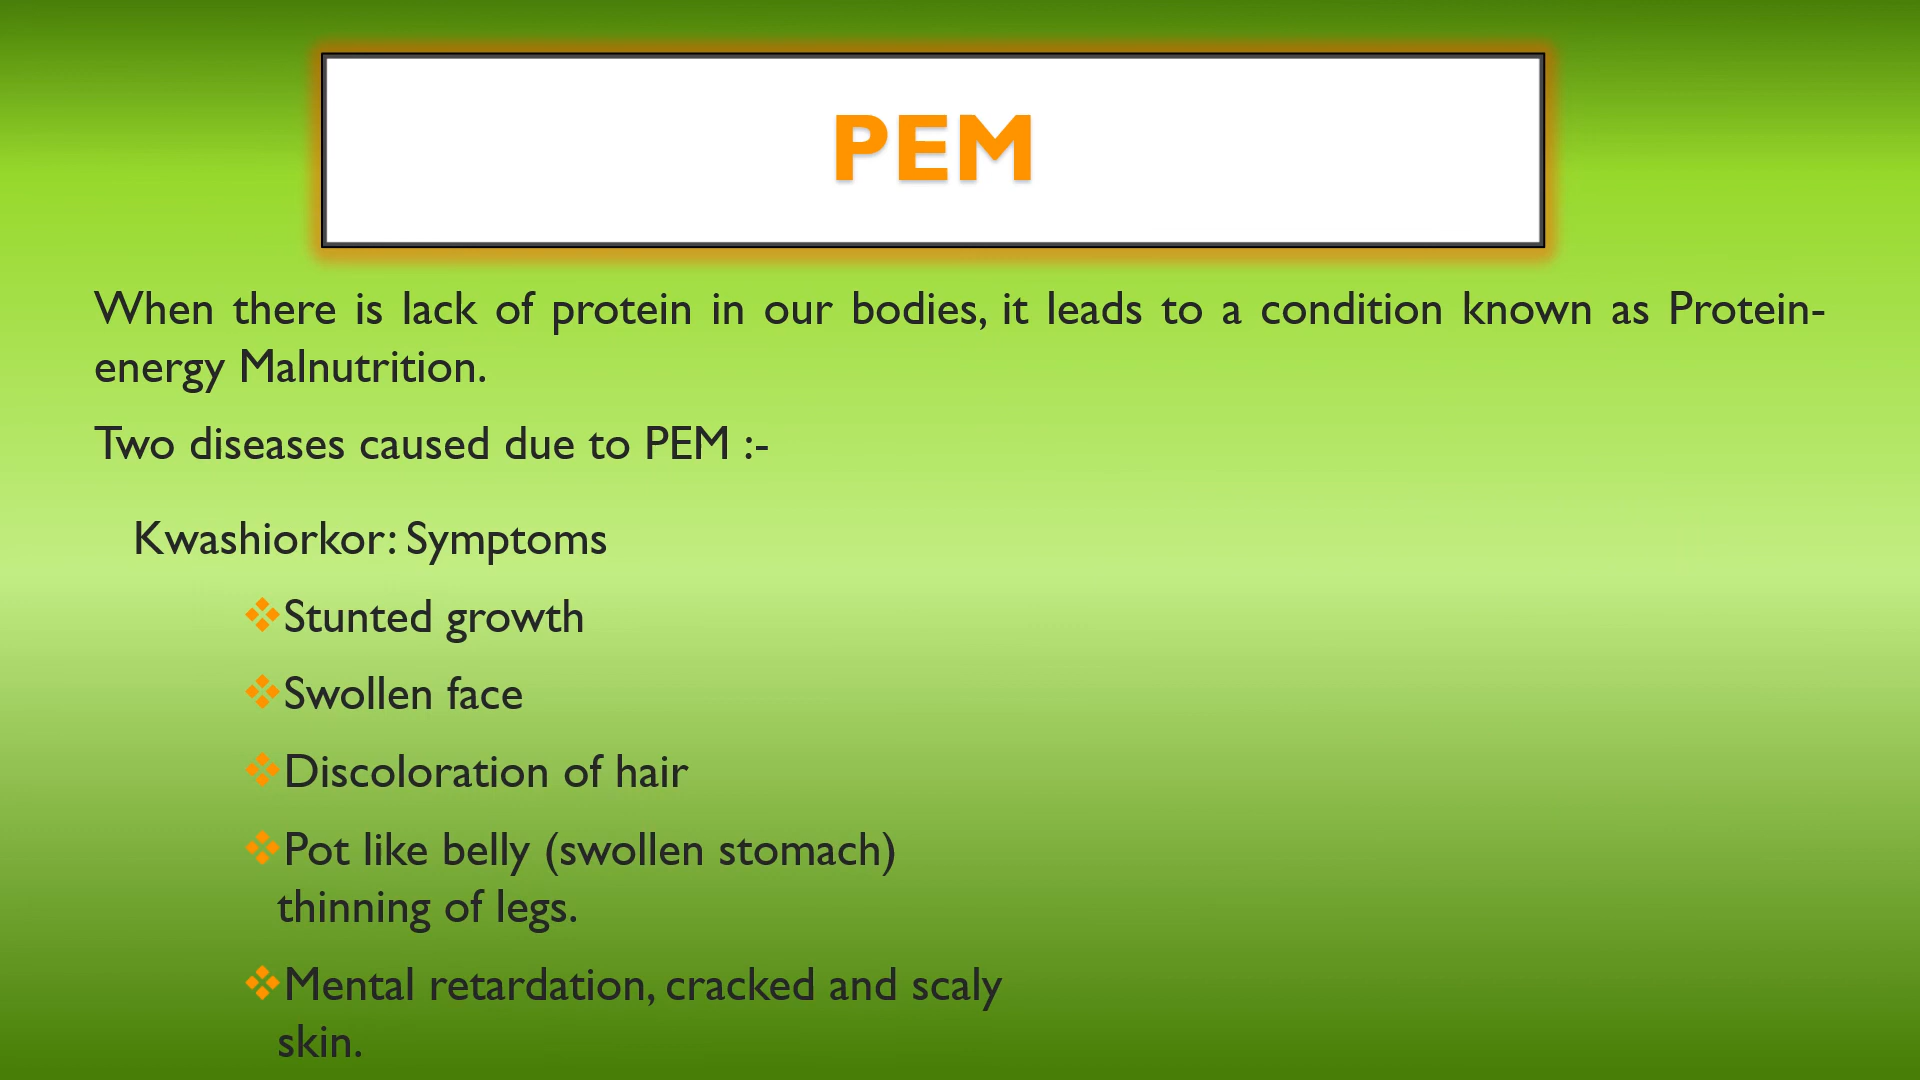 PEM
When there is lack of protein in our bodies, it leads to a condition known as Protein-
energy Malnutrition.
Two diseases caused due to PEM :-
Kwashiorkor: Symptoms
❖Stunted growth
❖Swollen face
❖Discoloration of hair
❖Pot like belly (swollen stomach)
thinning of legs.
❖Mental retardation, cracked and scaly
skin.